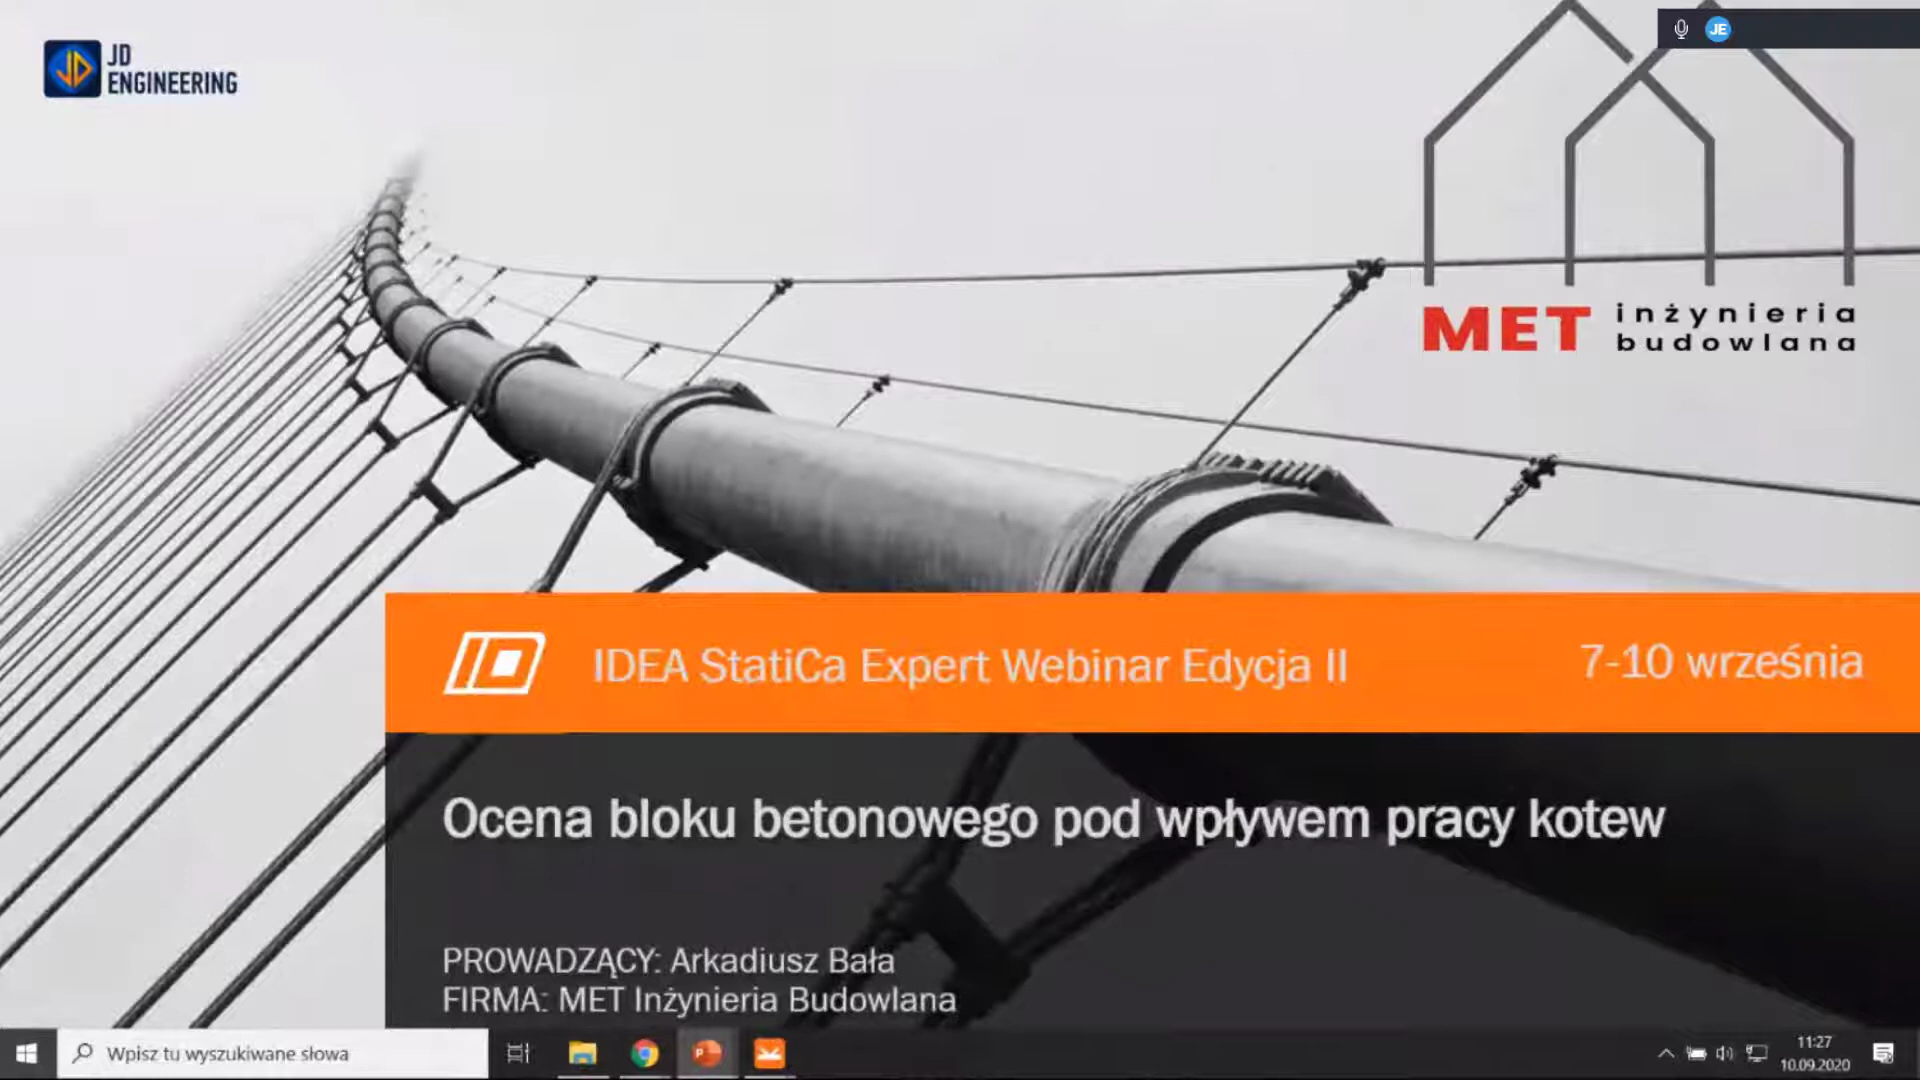 JD
ENGINEERING
JE
MET inżynieria
budowlana
IDEA StatiCa Expert Webinar Edycja II
7-10 września
Ocena bloku betonowego pod wpływem pracy kotew
PROWADZĄCY: Arkadiusz Bała
FIRMA: MET Inżynieria Budowlana
Wpisz tu wyszukiwane słowa
11:27
10.09.2020